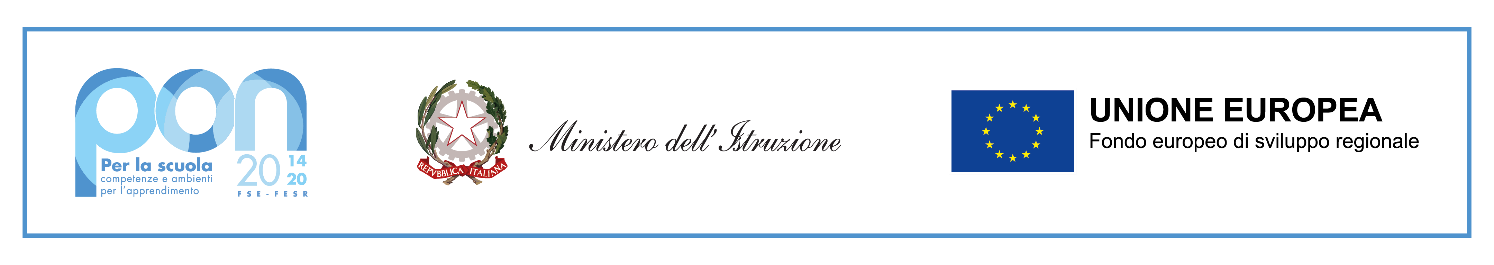 pon
Per la scuola
competenze e ambienti
per l'apprendimento
20 14
20
FSE-FESR
REPVBBLICA ITALIANA
Ministero dell' Istruzione
UNIONE EUROPEA
Fondo europeo di sviluppo regionale